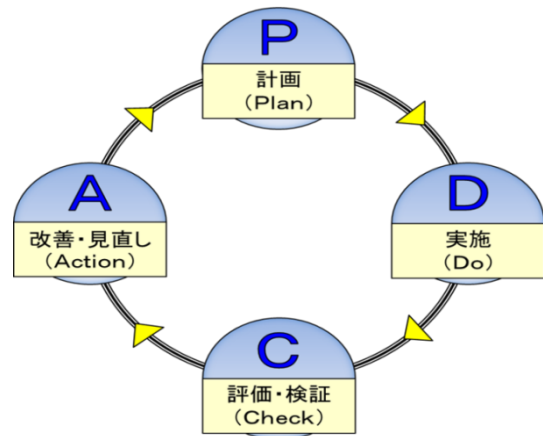 P
計画
(Plan)
D
実施
(Do)
C
評価・検証
(Check)
A
改善・見直し
(Action)